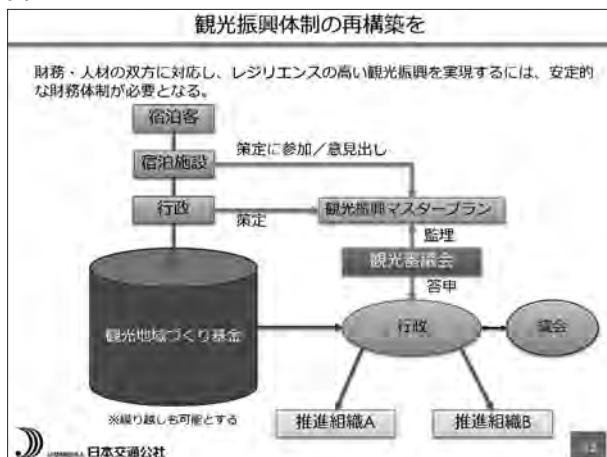 観光振興体制の再構築を
財務・人材の双方に対応し、レジリエンスの高い観光振興を実現するには、安定的
な財務体制が必要となる。
宿泊客
宿泊施設
策定に参加／意見出し
行政
策定
観光振興マスタープラン
監理
観光審議会
答申
観光地域づくり基金
行政
議会
※繰り越しも可能とする
推進組織A
推進組織B
日本交通公社